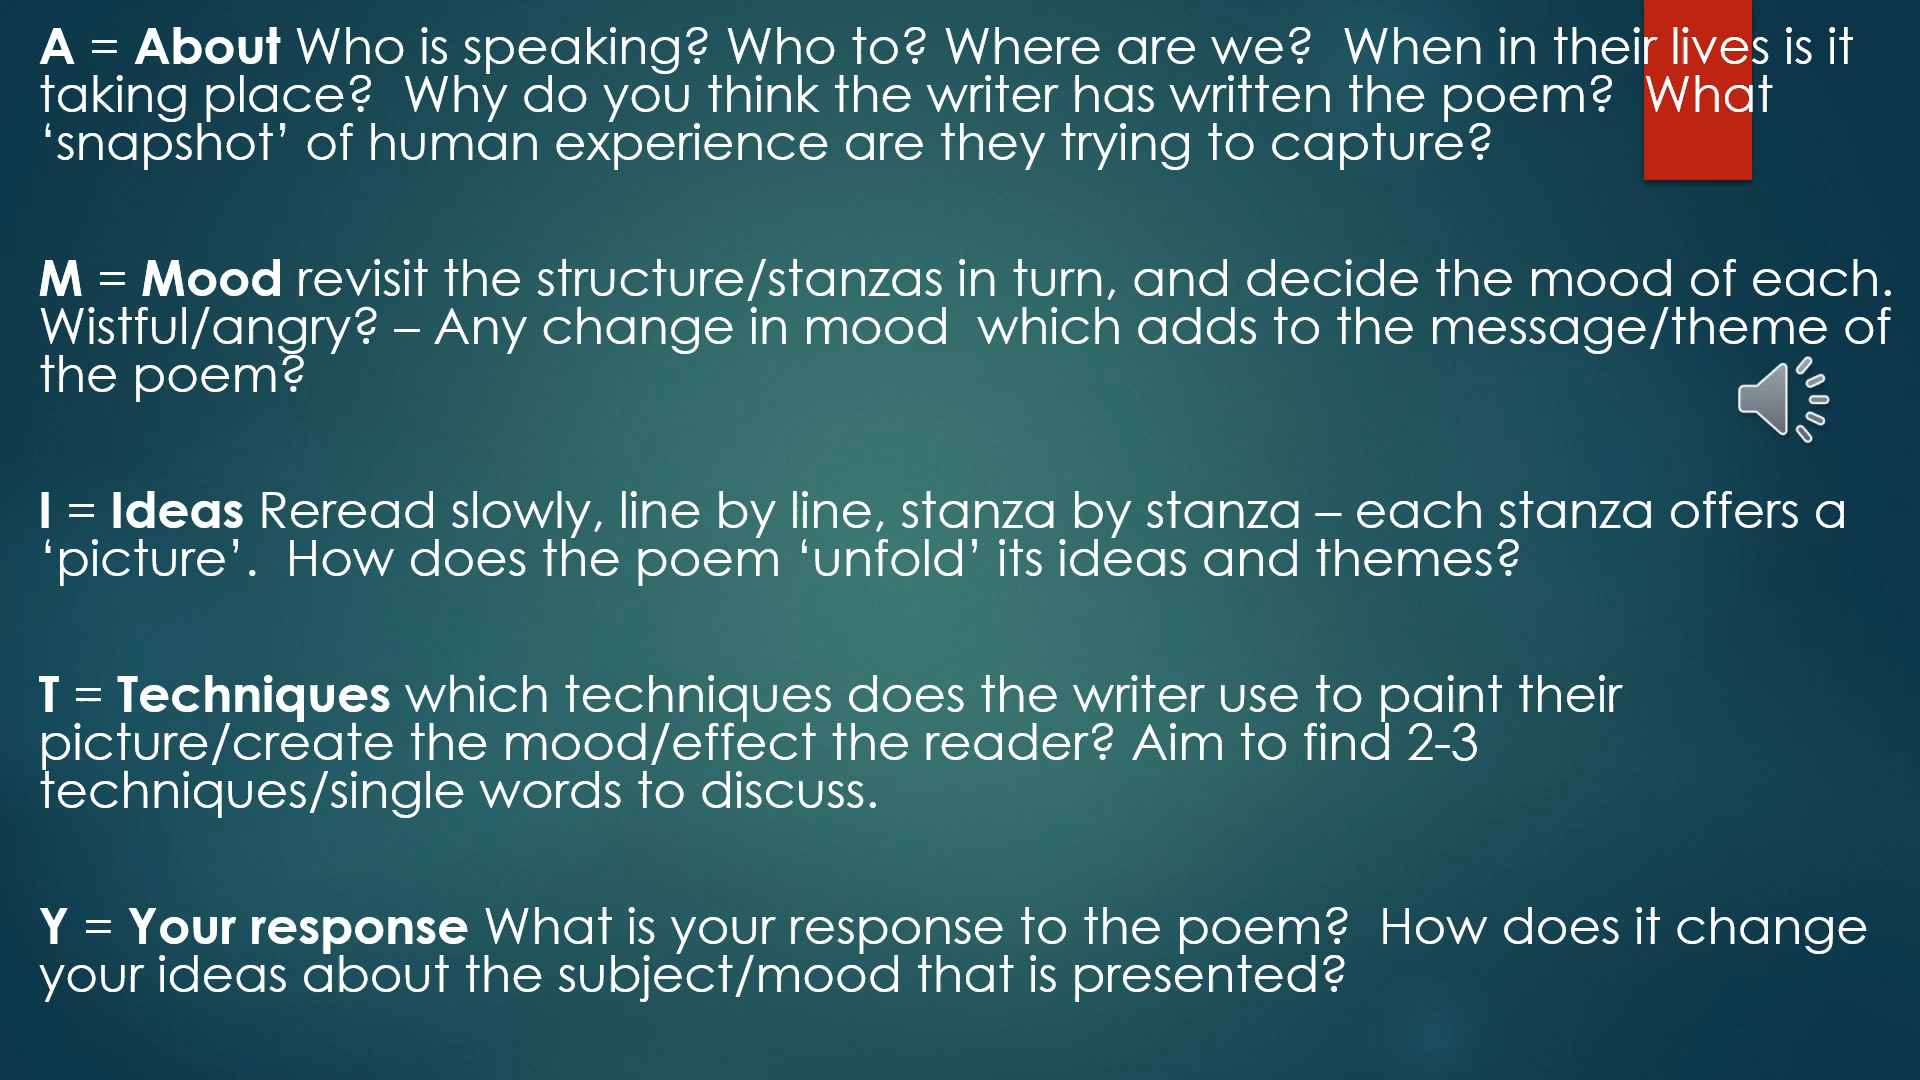 A = About Who is speaking? Who to? Where are we?  When in their lives is it
taking place?  Why do you think the writer has written the poem?  What
‘snapshot’ of human experience are they trying to capture?
M = Mood revisit the structure/stanzas in turn, and decide the mood of each.
Wistful/angry? – Any change in mood  which adds to the message/theme of
the poem?
I = Ideas Reread slowly, line by line, stanza by stanza – each stanza offers a
‘picture’.  How does the poem ‘unfold’ its ideas and themes?
T = Techniques which techniques does the writer use to paint their
picture/create the mood/effect the reader? Aim to find 2-3
techniques/single words to discuss.
Y = Your response What is your response to the poem?  How does it change
your ideas about the subject/mood that is presented?